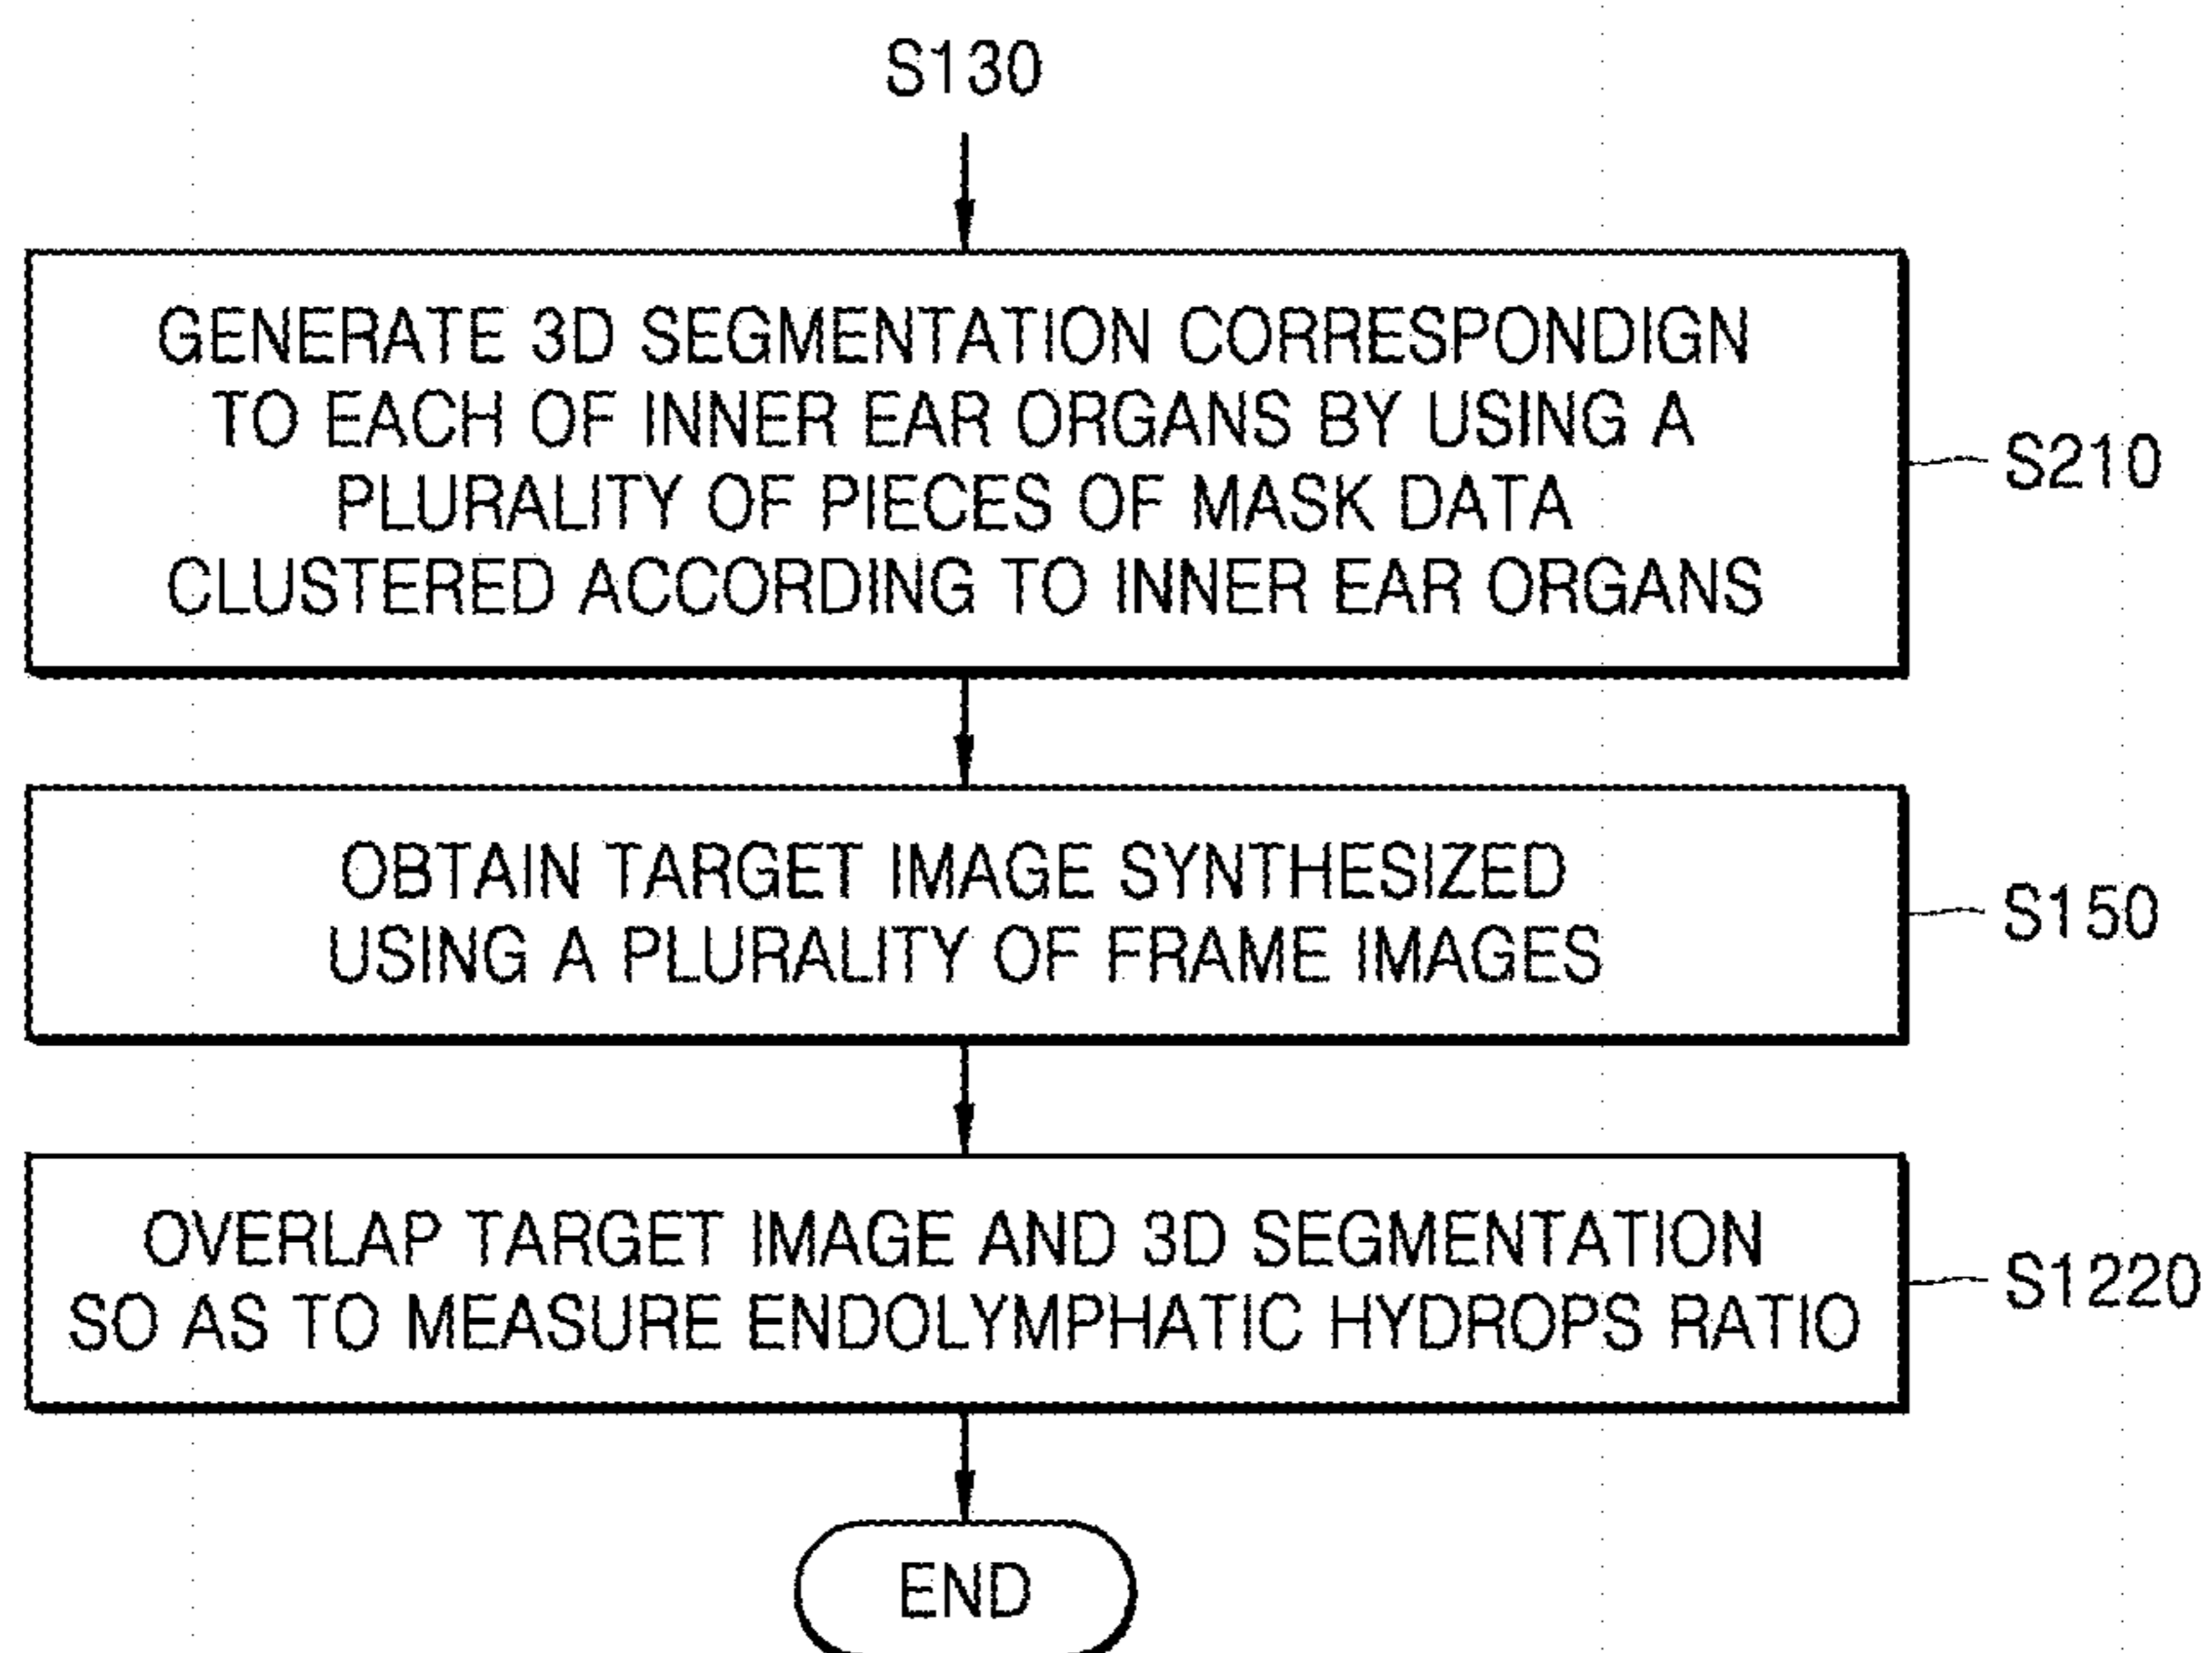 S130
GENERATE 3D SEGMENTATION CORRESPONDIGN
TO EACH OF INNER EAR ORGANS BY USING A
PLURALITY OF PIECES OF MASK DATA
CLUSTERED ACCORDING TO INNER EAR ORGANS
S210
OBTAIN TARGET IMAGE SYNTHESIZED
USING A PLURALITY OF FRAME IMAGES
S150
OVERLAP TARGET IMAGE AND 3D SEGMENTATION
SO AS TO MEASURE ENDOLYMPHATIC HYDROPS RATIO
S1220
END